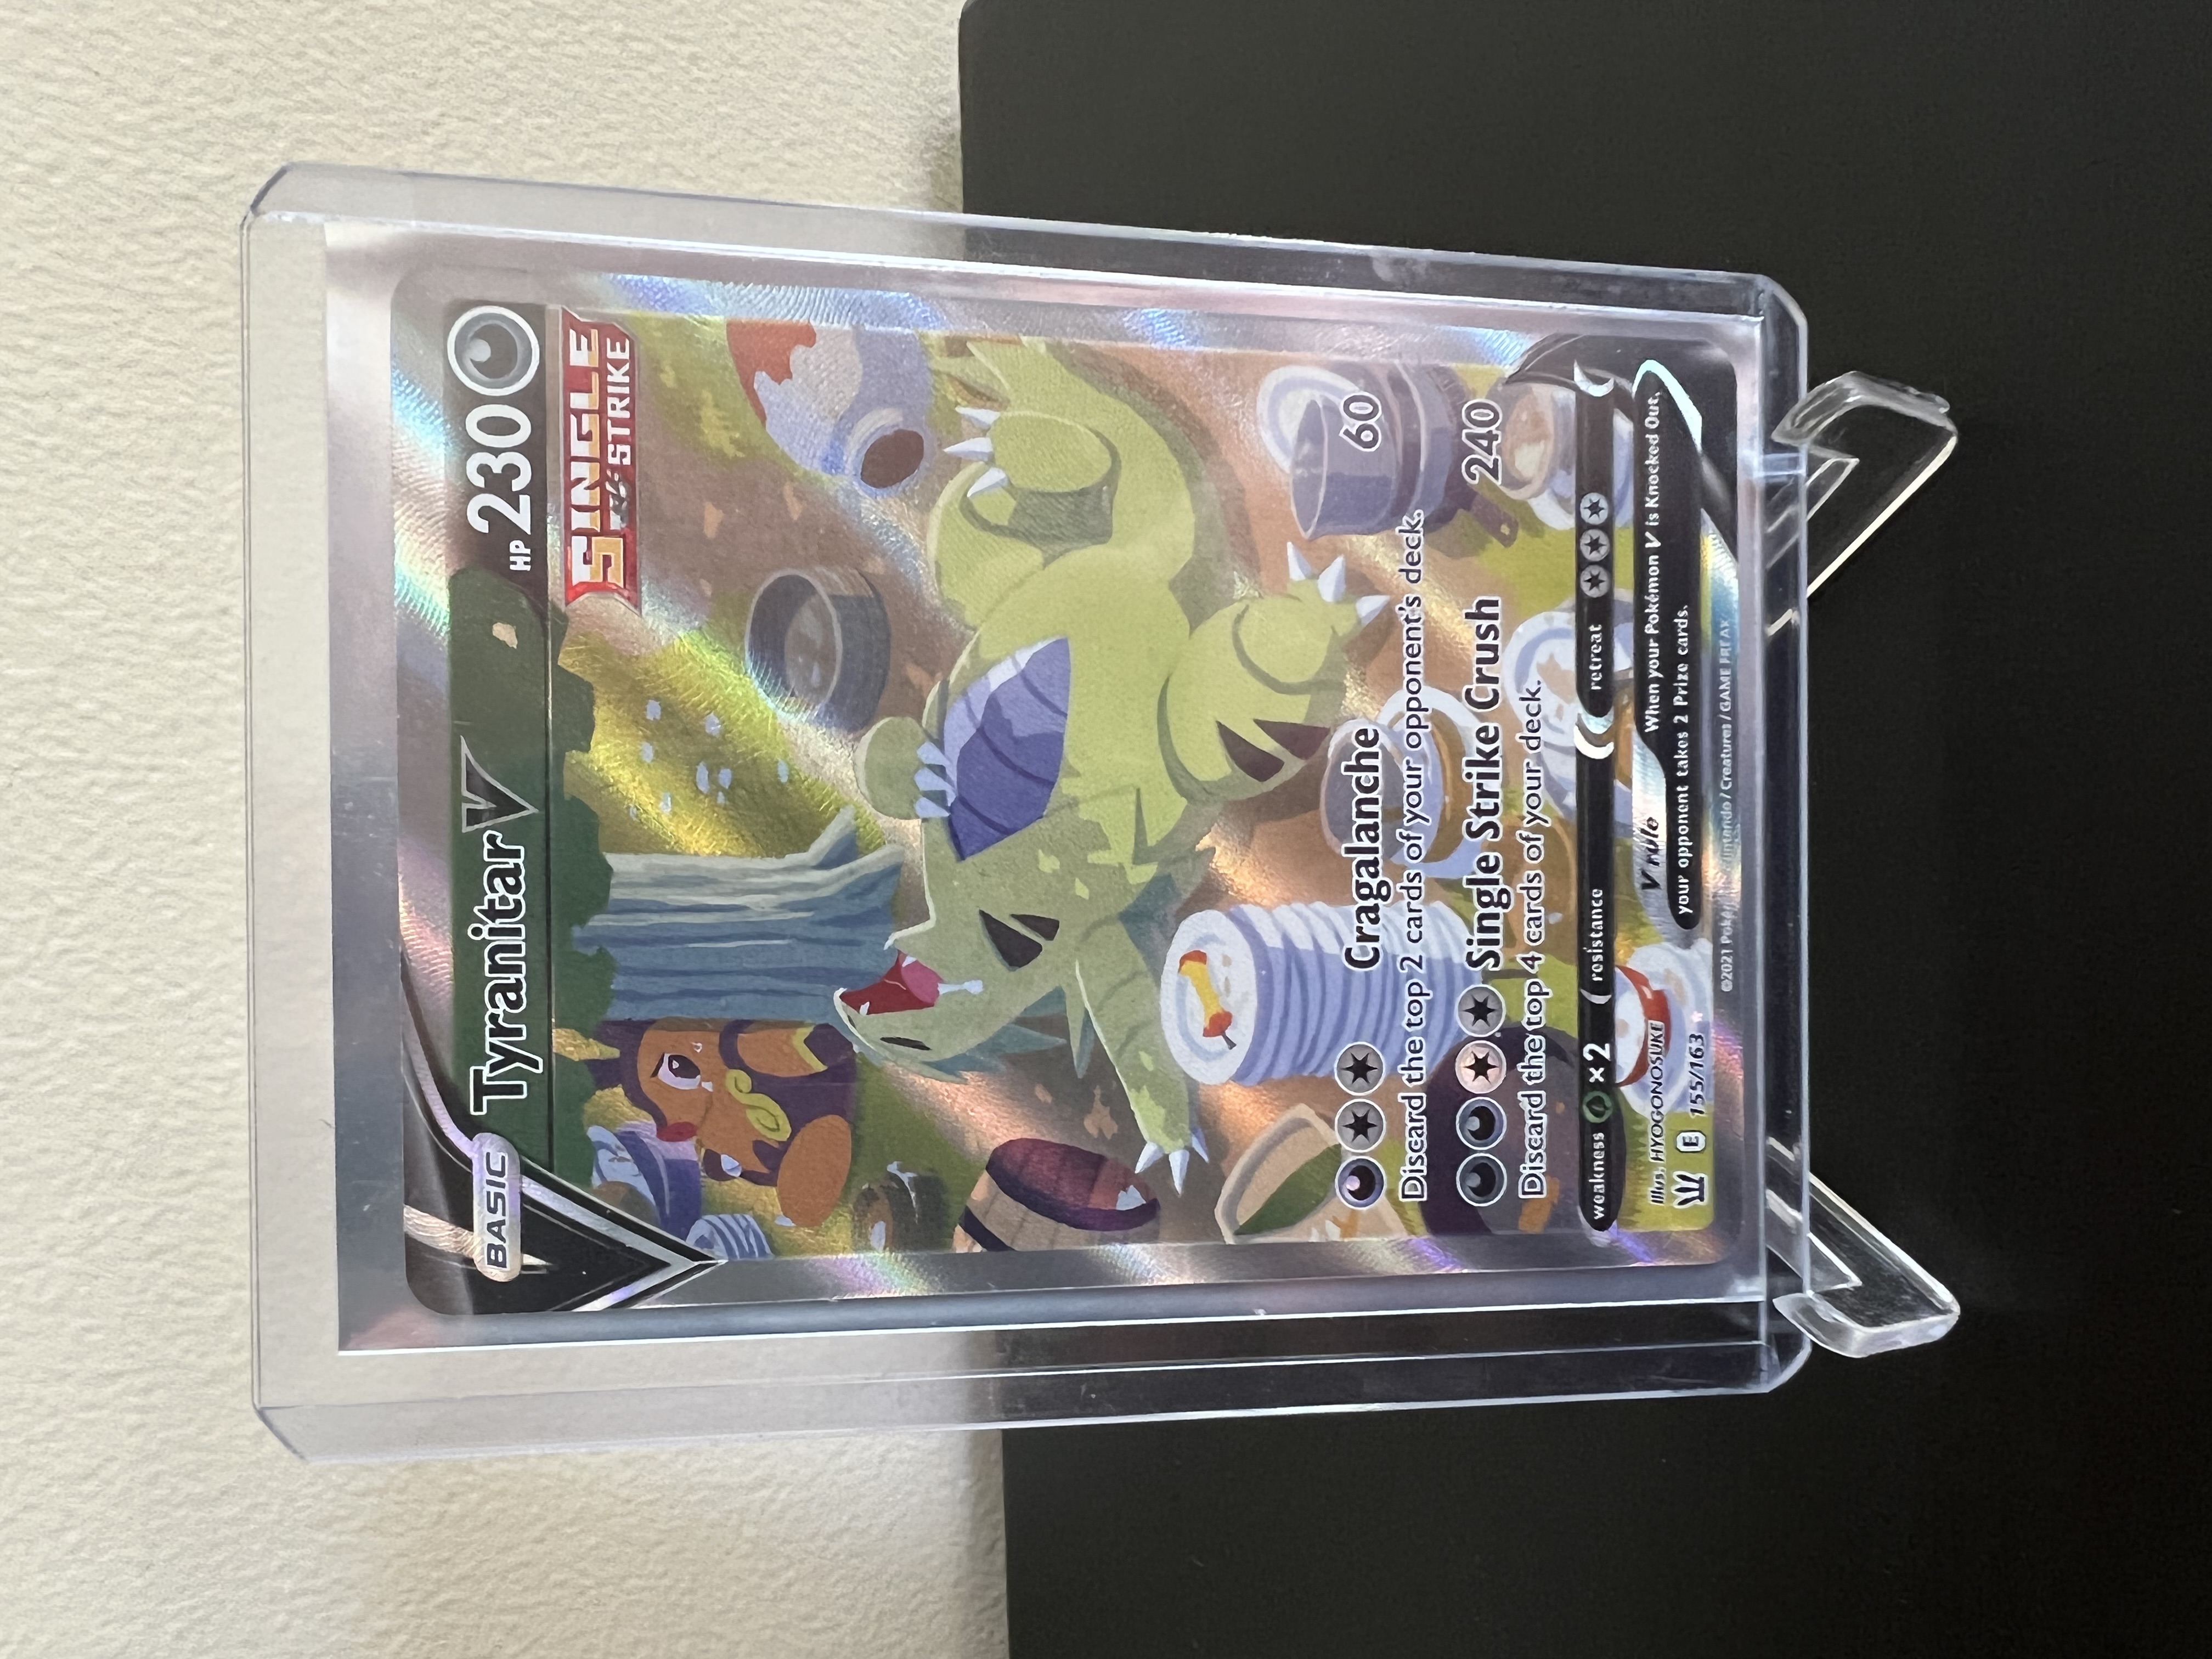 BASIC Tyranitar V HP 230
SINGLE
STRIKE
Cragalanche 60
Discard the top 2 cards of your opponent's deck.
Single Strike Crush 240
Discard the top 4 cards of your deck.
weakness ×2 resistance retreat
Illus. HYOGONOSUKE V rule When your Pokémon V is Knocked Out,
your opponent takes 2 Prize cards.
E 155/163
©2021 Pokémon / Nintendo / Creatures / GAME FREAK